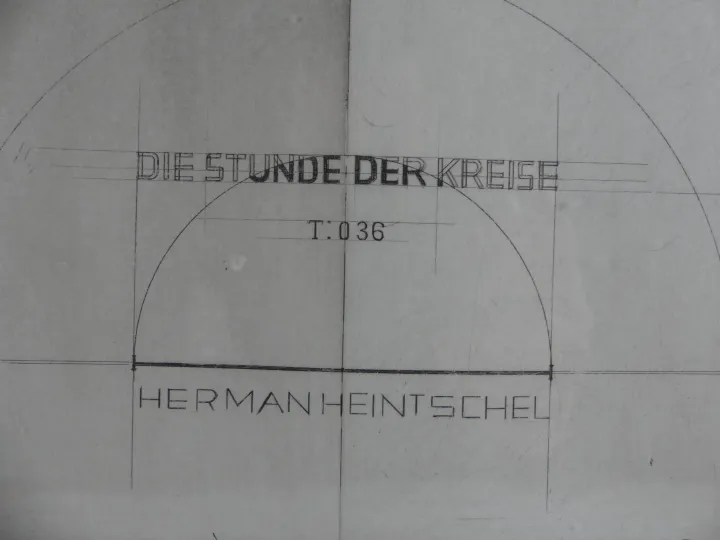 DIE STUNDE DER KREISE
T:036
HERMAN HEINTSCHEL